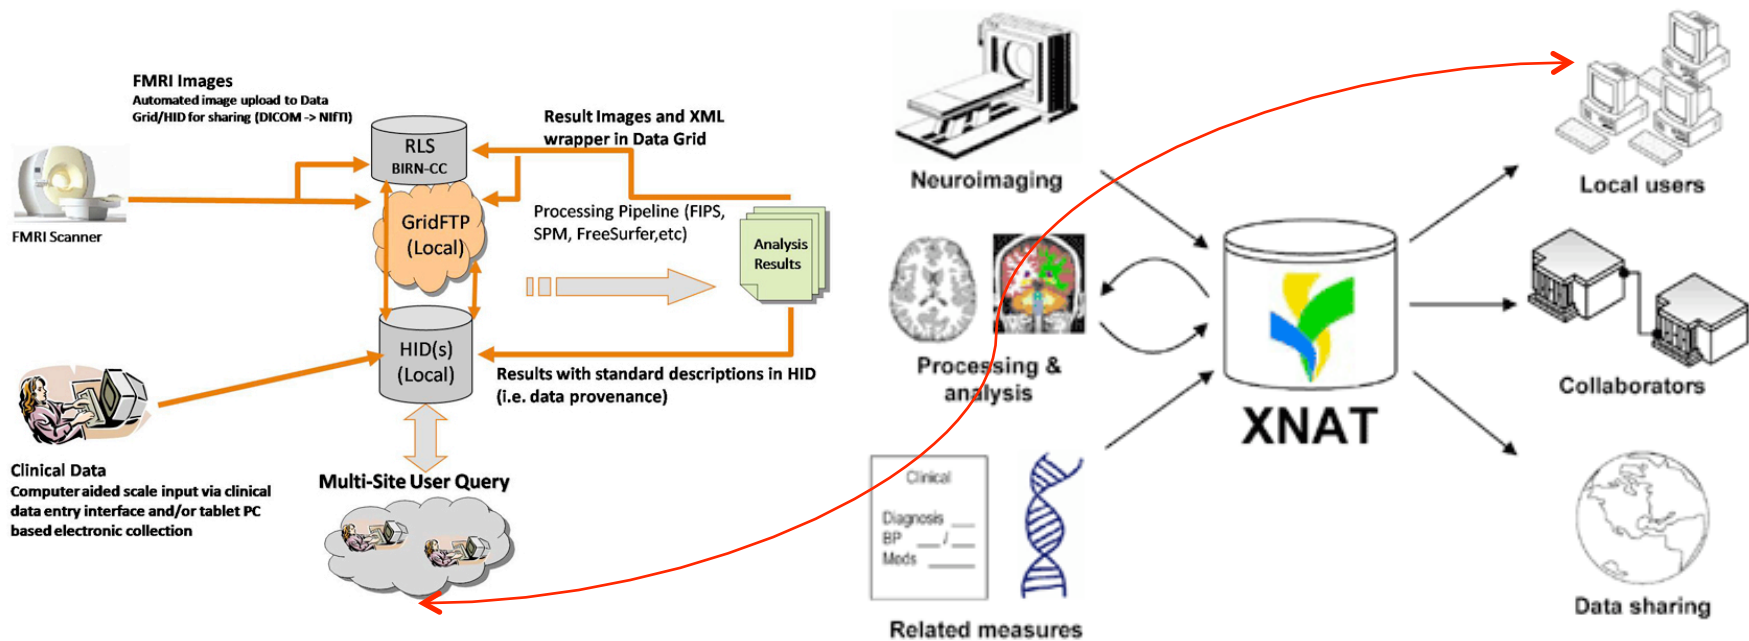 FMRI Images
Automated image upload to Data
Grid/HID for sharing (DICOM -> NIfTI)
FMRI Scanner
RLS
BIRN-CC
GridFTP
(Local)
Result Images and XML
wrapper in Data Grid
Processing Pipeline (FIPS,
SPM, FreeSurfer,etc)
Analysis
Results
HID(s)
(Local)
Results with standard descriptions in HID
(i.e. data provenance)
Clinical Data
Computer aided scale input via clinical
data entry interface and/or tablet PC
based electronic collection
Multi-Site User Query
Neuroimaging
Processing &
analysis
Clinical
Diagnosis ___
BP ___ / ___
Meds ______
Related measures
XNAT
Local users
Collaborators
Data sharing